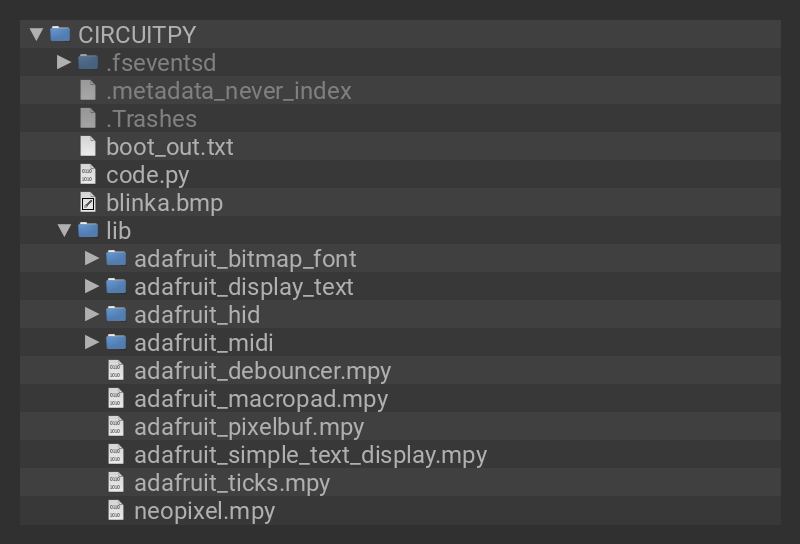 CIRCUITPY
.fseventsd
.metadata_never_index
.Trashes
boot_out.txt
code.py
blinka.bmp
lib
adafruit_bitmap_font
adafruit_display_text
adafruit_hid
adafruit_midi
adafruit_debouncer.mpy
adafruit_macropad.mpy
adafruit_pixelbuf.mpy
adafruit_simple_text_display.mpy
adafruit_ticks.mpy
neopixel.mpy